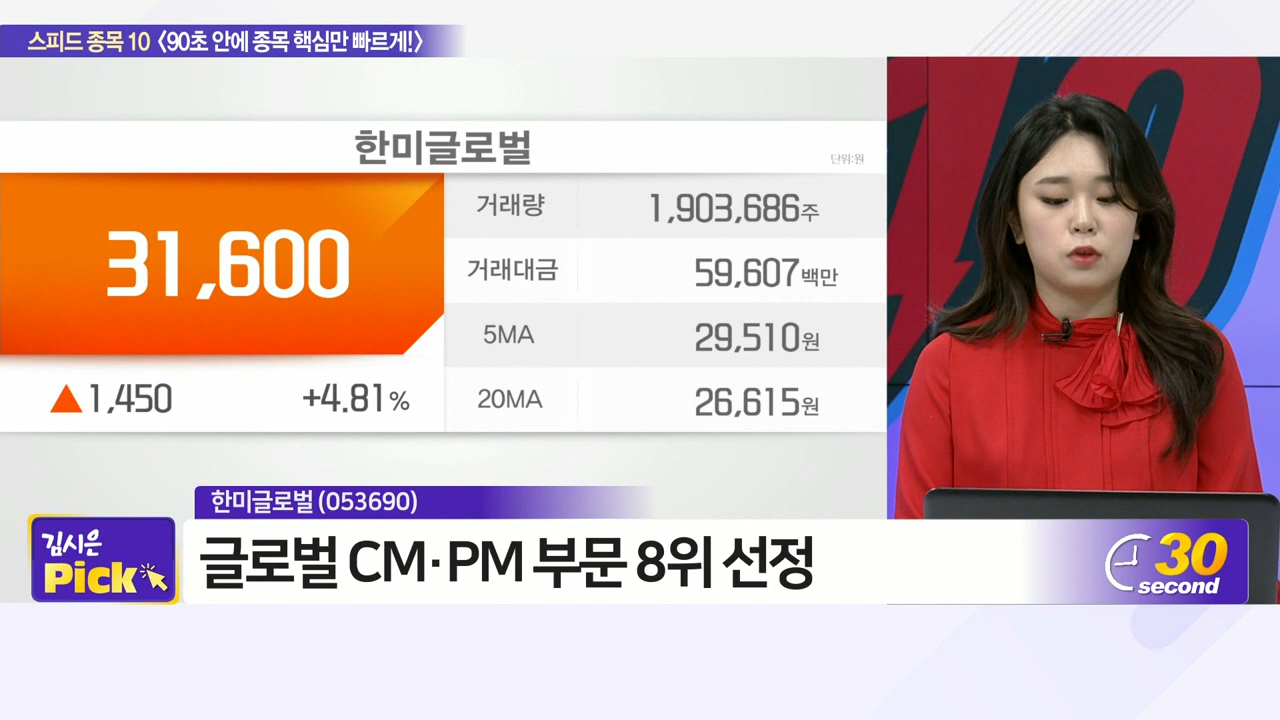 스피드 종목 10 <90초 안에 종목 핵심만 빠르게!>
한미글로벌
단위:원
31,600
▲1,450 +4.81%
거래량 1,903,686주
거래대금 59,607백만
5MA 29,510원
20MA 26,615원
한미글로벌 (053690)
김시은
Pick
글로벌 CM·PM 부문 8위 선정
30
second